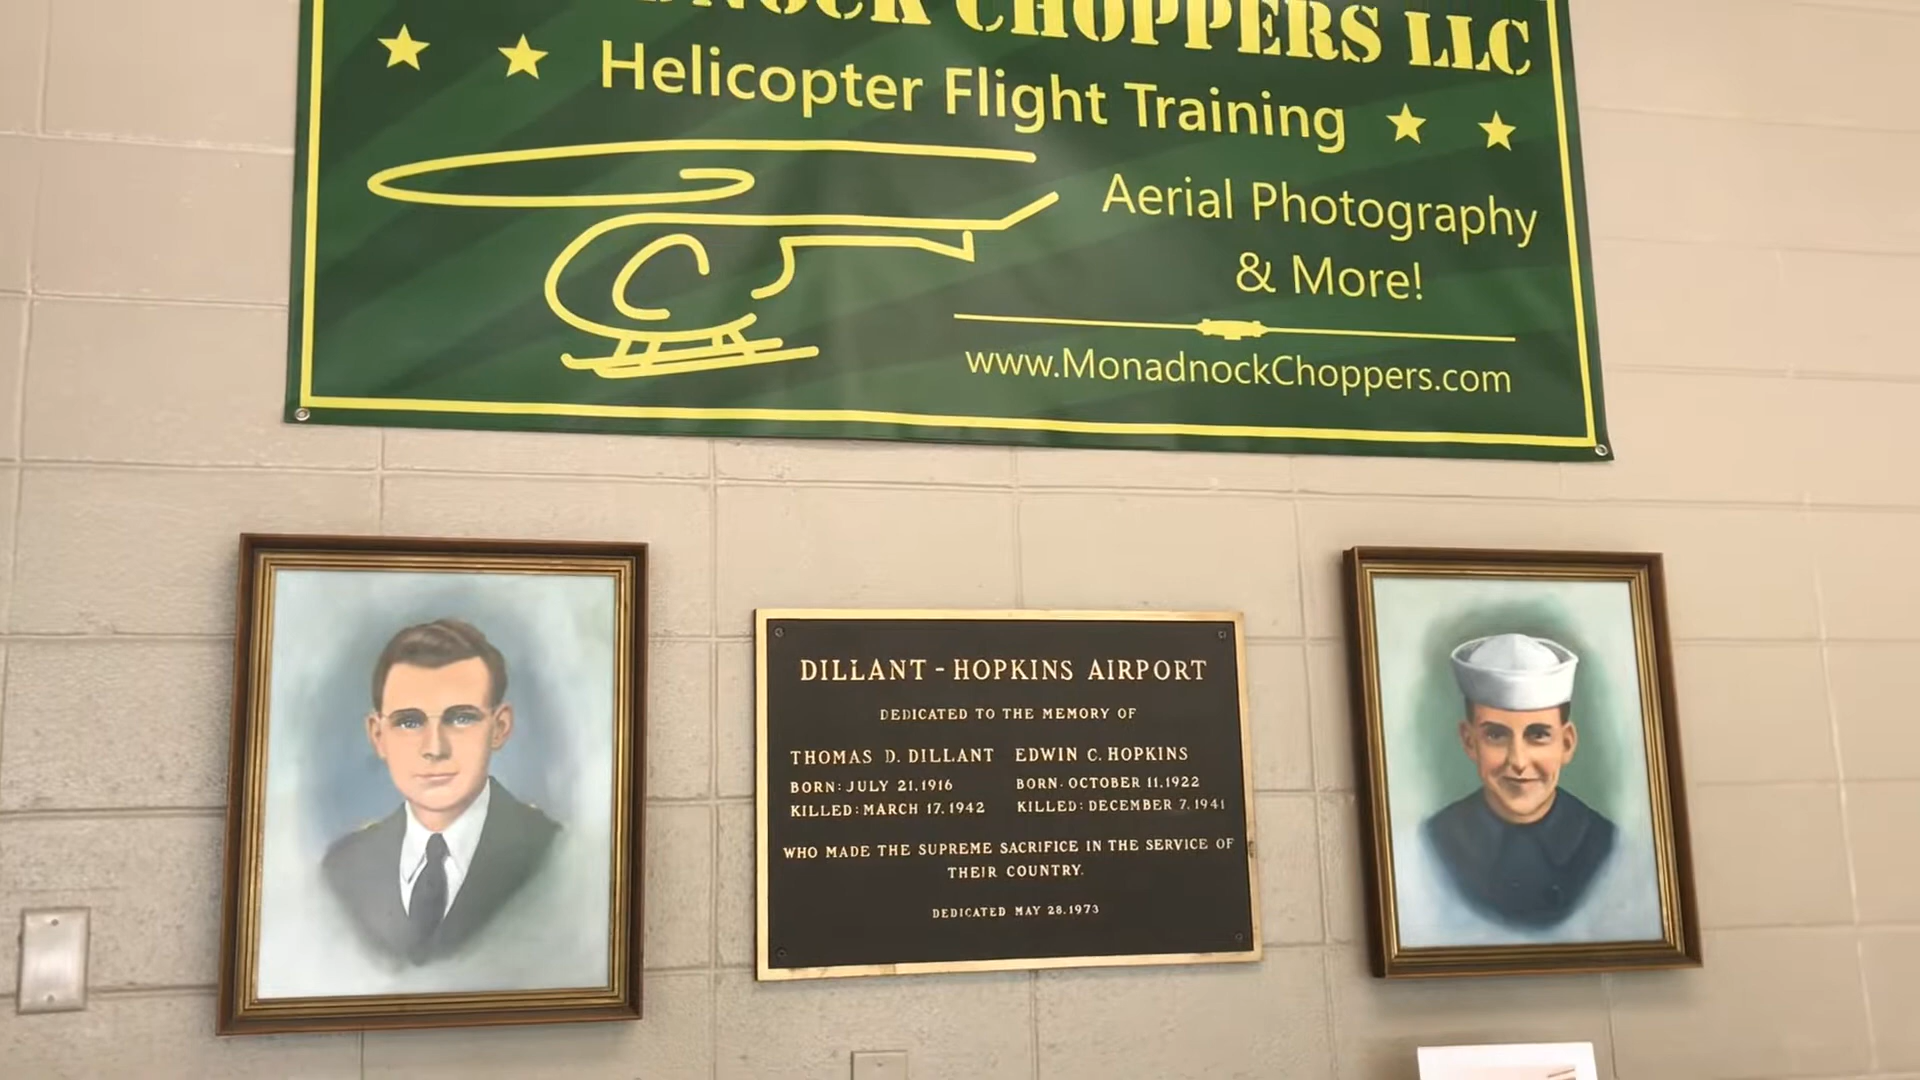 CHOPPERS LLC
Helicopter Flight Training
Aerial Photography
& More!
www.MonadnockChoppers.com
DILLANT - HOPKINS AIRPORT
DEDICATED TO THE MEMORY OF
THOMAS D. DILLANT EDWIN C. HOPKINS
BORN: JULY 21, 1916 BORN: OCTOBER 11, 1922
KILLED: MARCH 17, 1942 KILLED: DECEMBER 7, 1941
WHO MADE THE SUPREME SACRIFICE IN THE SERVICE OF
THEIR COUNTRY.
DEDICATED MAY 28, 1973